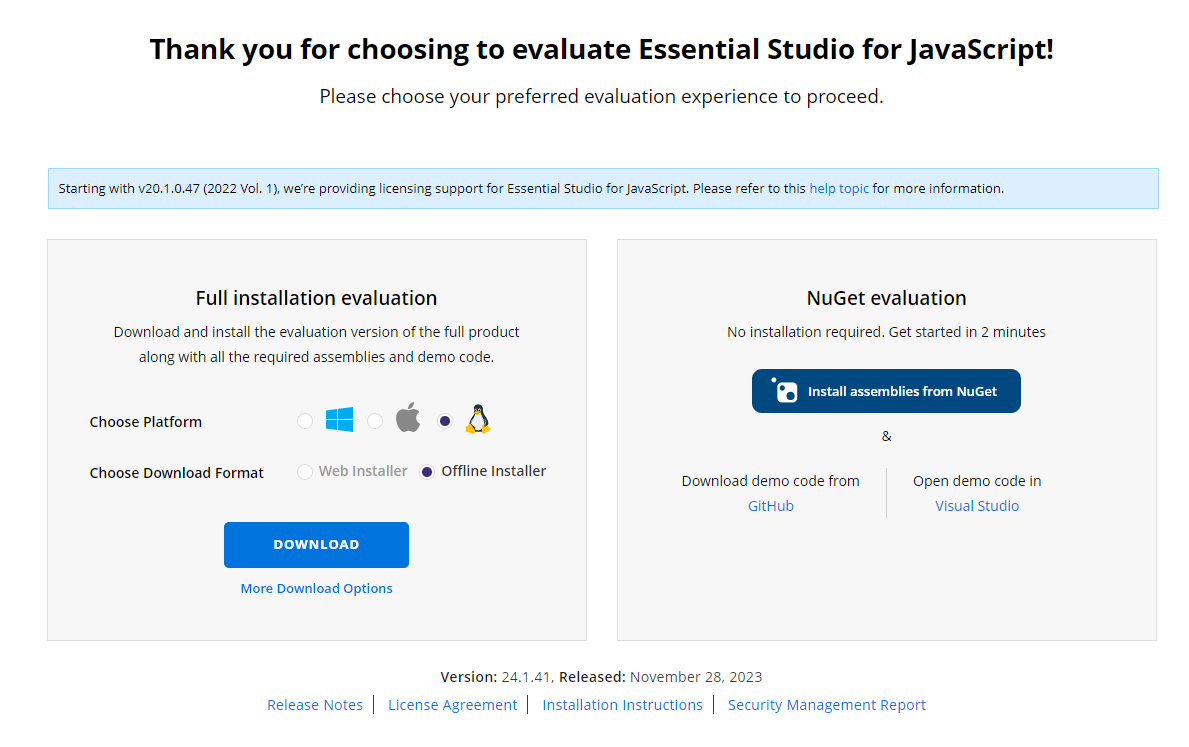 Thank you for choosing to evaluate Essential Studio for JavaScript!
Please choose your preferred evaluation experience to proceed.
Starting with v20.1.0.47 (2022 Vol. 1), we’re providing licensing support for Essential Studio for JavaScript. Please refer to this help topic for more information.
Full installation evaluation
Download and install the evaluation version of the full product
along with all the required assemblies and demo code.
Choose Platform
Choose Download Format
Web Installer
Offline Installer
DOWNLOAD
More Download Options
NuGet evaluation
No installation required. Get started in 2 minutes
Install assemblies from NuGet
&
Download demo code from
GitHub
Open demo code in
Visual Studio
Version: 24.1.41, Released: November 28, 2023
Release Notes
License Agreement
Installation Instructions
Security Management Report